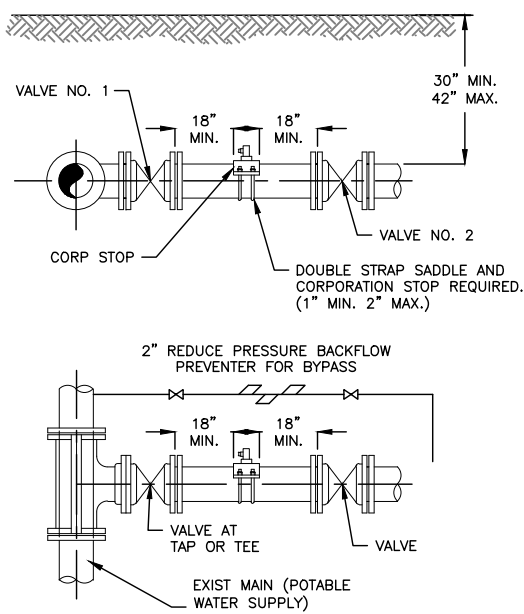 30" MIN.
42" MAX.
VALVE NO. 1
18"
MIN.
18"
MIN.
VALVE NO. 2
CORP STOP
DOUBLE STRAP SADDLE AND
CORPORATION STOP REQUIRED.
(1" MIN. 2" MAX.)
2" REDUCE PRESSURE BACKFLOW
PREVENTER FOR BYPASS
18"
MIN.
18"
MIN.
VALVE AT
TAP OR TEE
VALVE
EXIST MAIN (POTABLE
WATER SUPPLY)